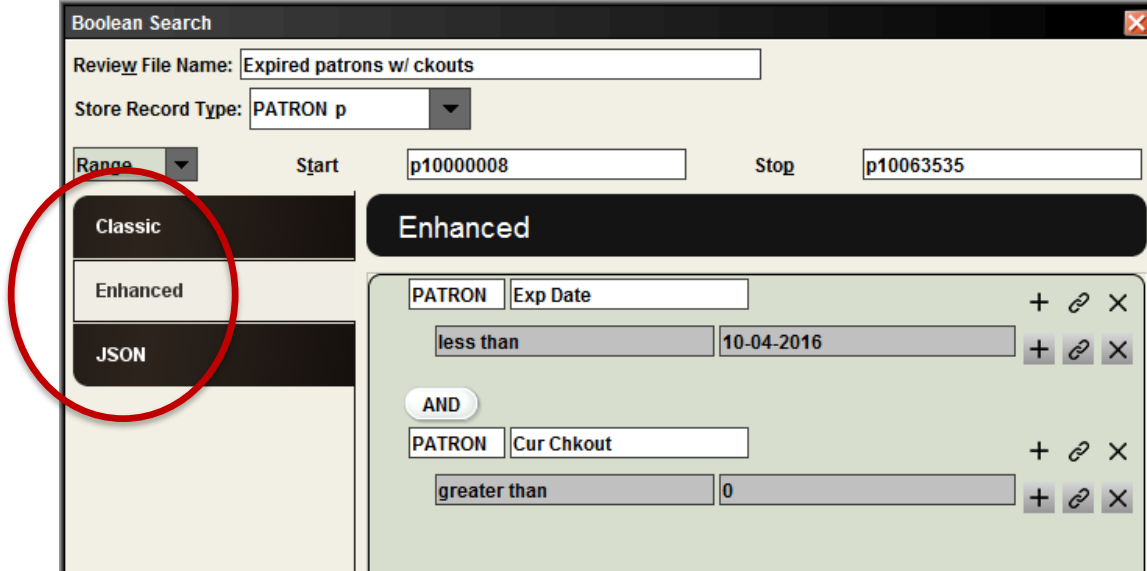 Boolean Search
Review File Name: Expired patrons w/ ckouts
Store Record Type: PATRON p
Range Start p10000008 Stop p10063535
Classic
Enhanced
JSON
Enhanced
PATRON Exp Date
less than 10-04-2016
AND
PATRON Cur Chkout
greater than 0